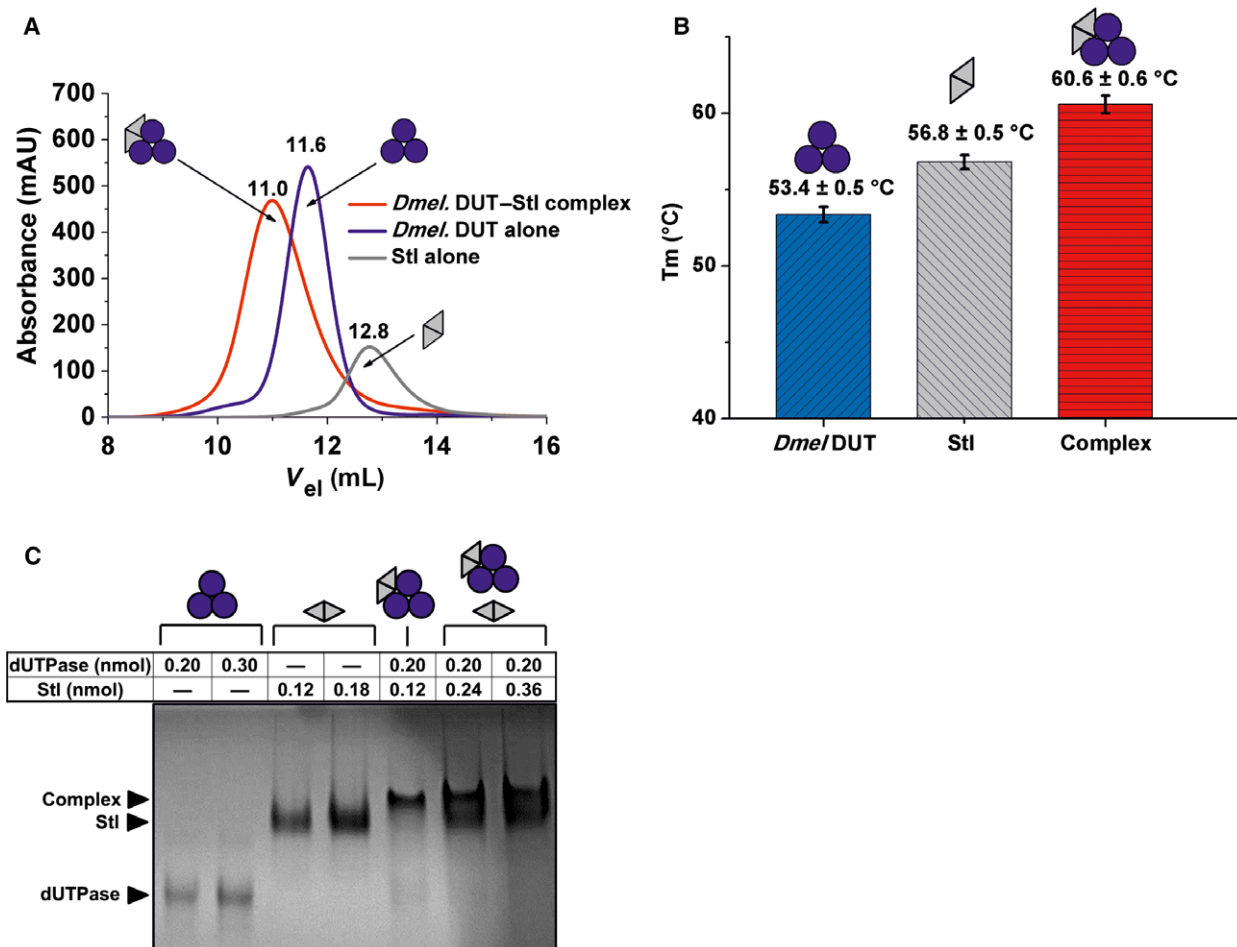 A
700
600
500
400
300
200
100
0
Absorbance (mAU)
8 10 12 14 16
V el (mL)
11.0
11.6
12.8
Dmel. DUT–Stl complex
Dmel. DUT alone
Stl alone
B
60
50
40
Tm (°C)
53.4 ± 0.5 °C
56.8 ± 0.5 °C
60.6 ± 0.6 °C
Dmel DUT Stl Complex
C
dUTPase (nmol) 0.20 0.30 — — 0.20 0.20 0.20
Stl (nmol) — — 0.12 0.18 0.12 0.24 0.36
Complex
Stl
dUTPase